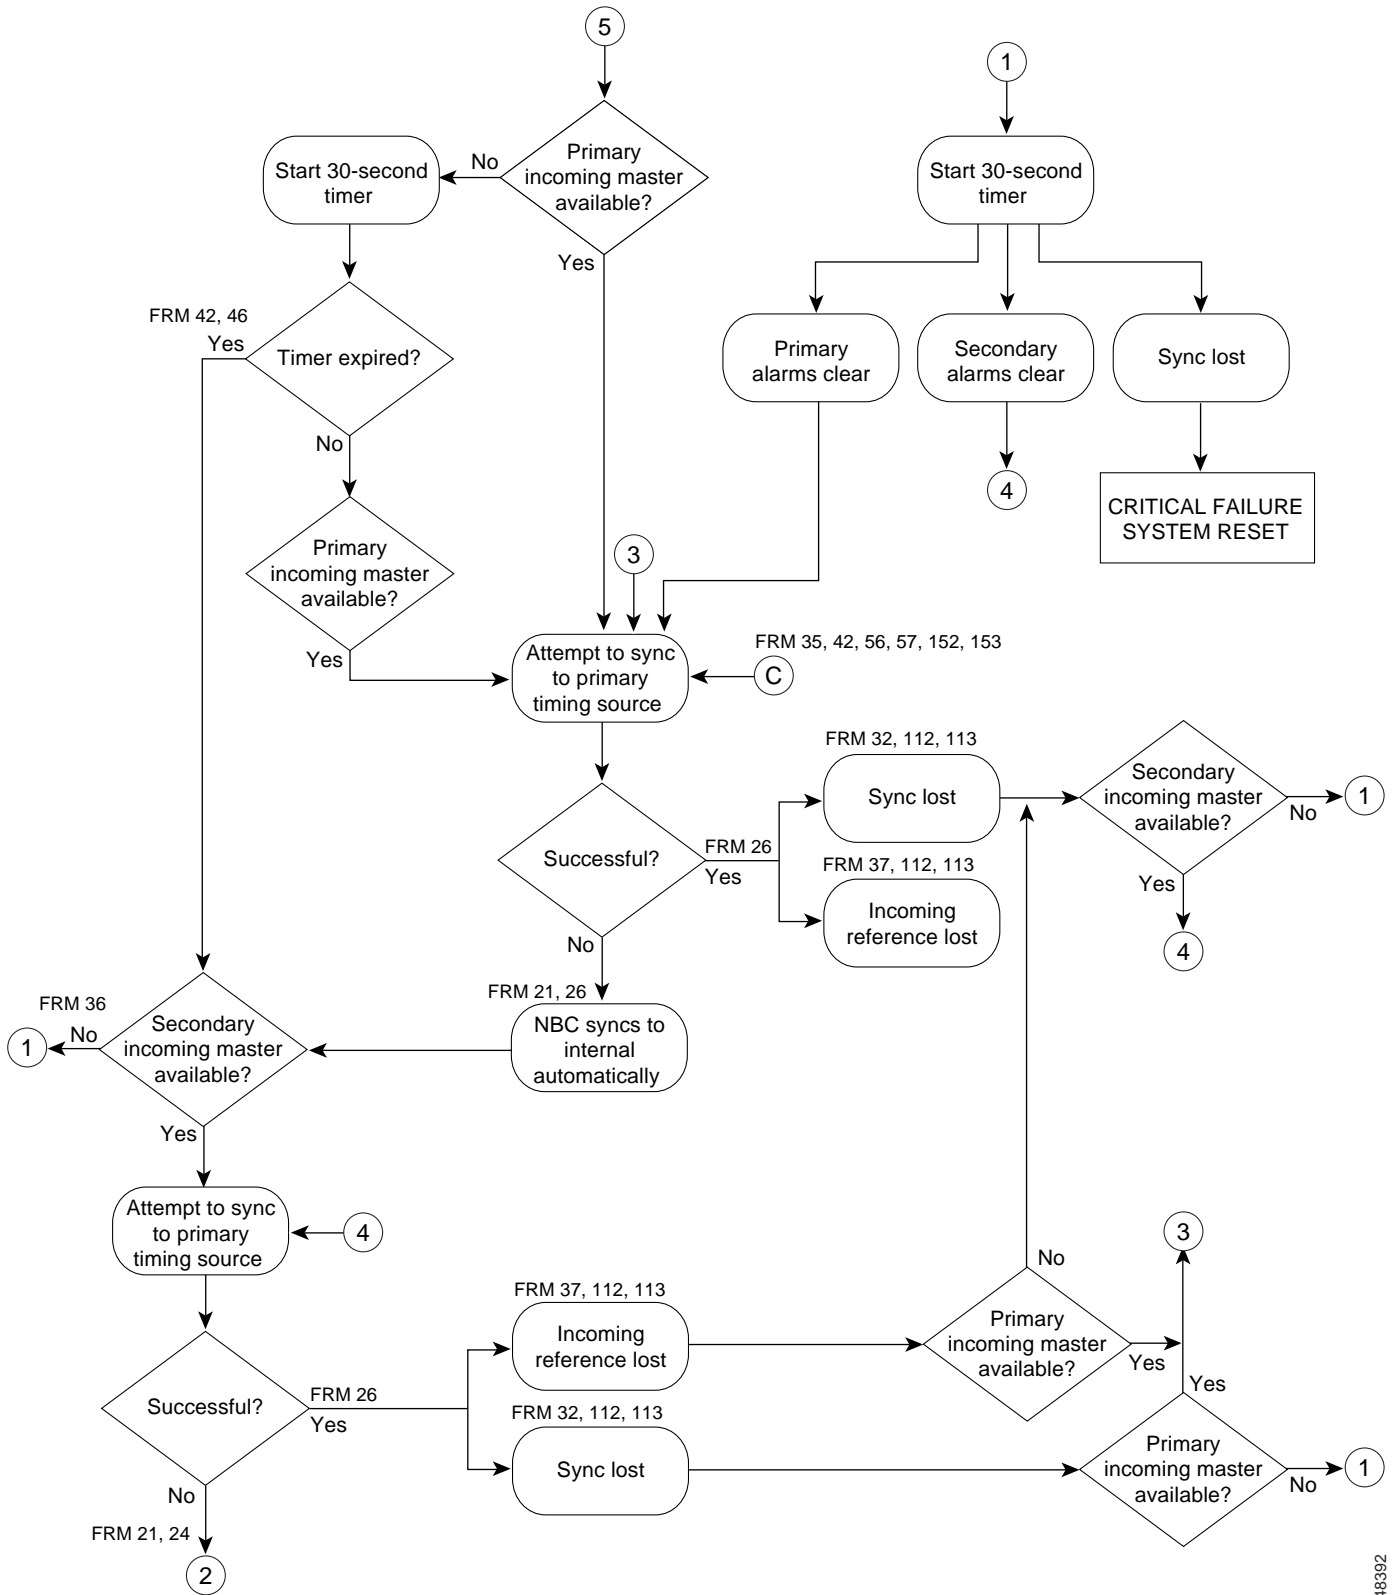 5
1
Primary
incoming master
available?
No
Yes
Start 30-second
timer
Start 30-second
timer
FRM 42, 46
Yes
Timer expired?
No
Primary
alarms clear
Secondary
alarms clear
Sync lost
4
CRITICAL FAILURE
SYSTEM RESET
Primary
incoming master
available?
Yes
3
Attempt to sync
to primary
timing source
FRM 35, 42, 56, 57, 152, 153
C
Successful?
FRM 26
Yes
No
FRM 32, 112, 113
Sync lost
FRM 37, 112, 113
Incoming
reference lost
Secondary
incoming master
available?
No
1
Yes
4
FRM 21, 26
NBC syncs to
internal
automatically
FRM 36
No
1
Secondary
incoming master
available?
Yes
Attempt to sync
to primary
timing source
4
Successful?
FRM 26
Yes
No
FRM 21, 24
2
FRM 37, 112, 113
Incoming
reference lost
FRM 32, 112, 113
Sync lost
No
Primary
incoming master
available?
Yes
3
Yes
Primary
incoming master
available?
No
1
48392